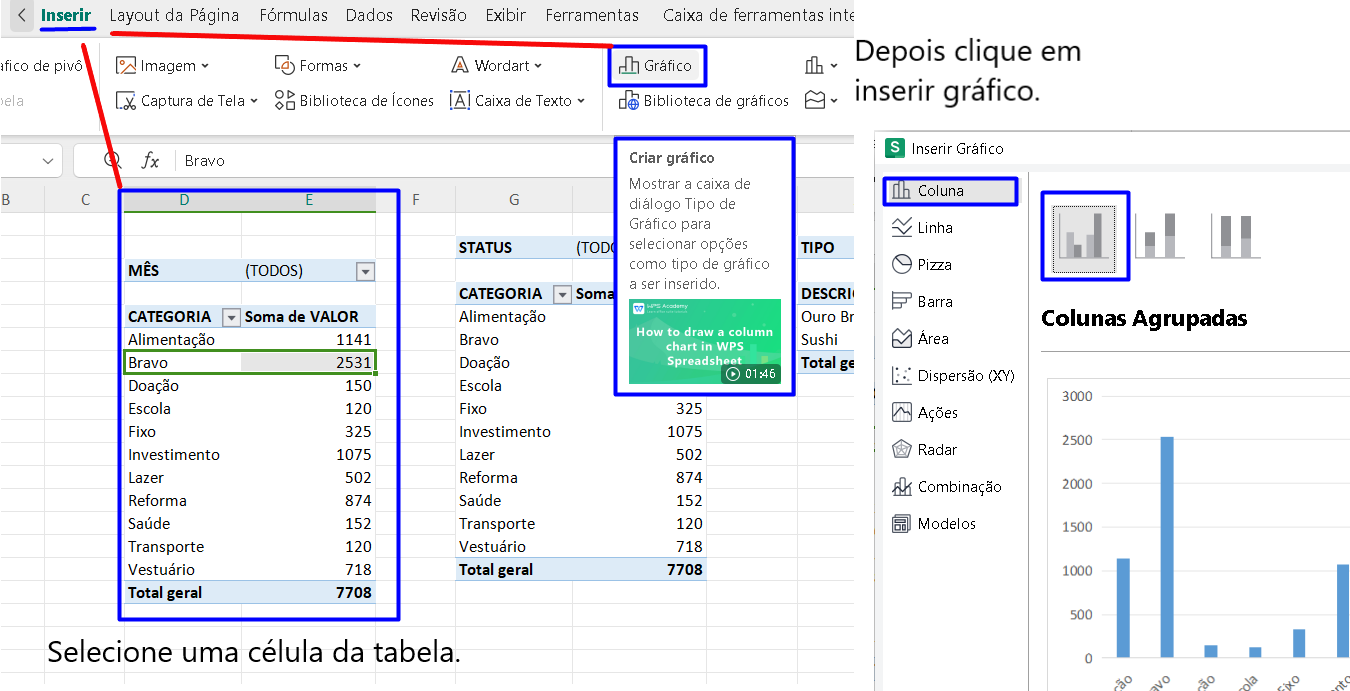 Inserir Layout da Página Fórmulas Dados Revisão Exibir Ferramentas Caixa de ferramentas inte
áfico de pivô Imagem Formas Wordart Gráfico
ela Captura de Tela Biblioteca de Ícones Caixa de Texto Biblioteca de gráficos
Depois clique em
inserir gráfico.
fx Bravo
B C D E F G
MÊS (TODOS)
CATEGORIA Soma de VALOR
Alimentação 1141
Bravo 2531
Doação 150
Escola 120
Fixo 325
Investimento 1075
Lazer 502
Reforma 874
Saúde 152
Transporte 120
Vestuário 718
Total geral 7708
STATUS (TODO
CATEGORIA Soma
Alimentação
Bravo
Doação
Escola
Fixo 325
Investimento 1075
Lazer 502
Reforma 874
Saúde 152
Transporte 120
Vestuário 718
Total geral 7708
Criar gráfico
Mostrar a caixa de
diálogo Tipo de
Gráfico para
selecionar opções
como tipo de gráfico
a ser inserido.
WPS Academy
How to draw a column
chart in WPS
Spreadsheet
01:46
TIPO
DESCRI
Ouro Br
Sushi
Total ge
Selecione uma célula da tabela.
S Inserir Gráfico
Coluna
Linha
Pizza
Barra
Área
Dispersão (XY)
Ações
Radar
Combinação
Modelos
Colunas Agrupadas
3000
2500
2000
1500
1000
500
0
ção avo ção ola Fixo nto